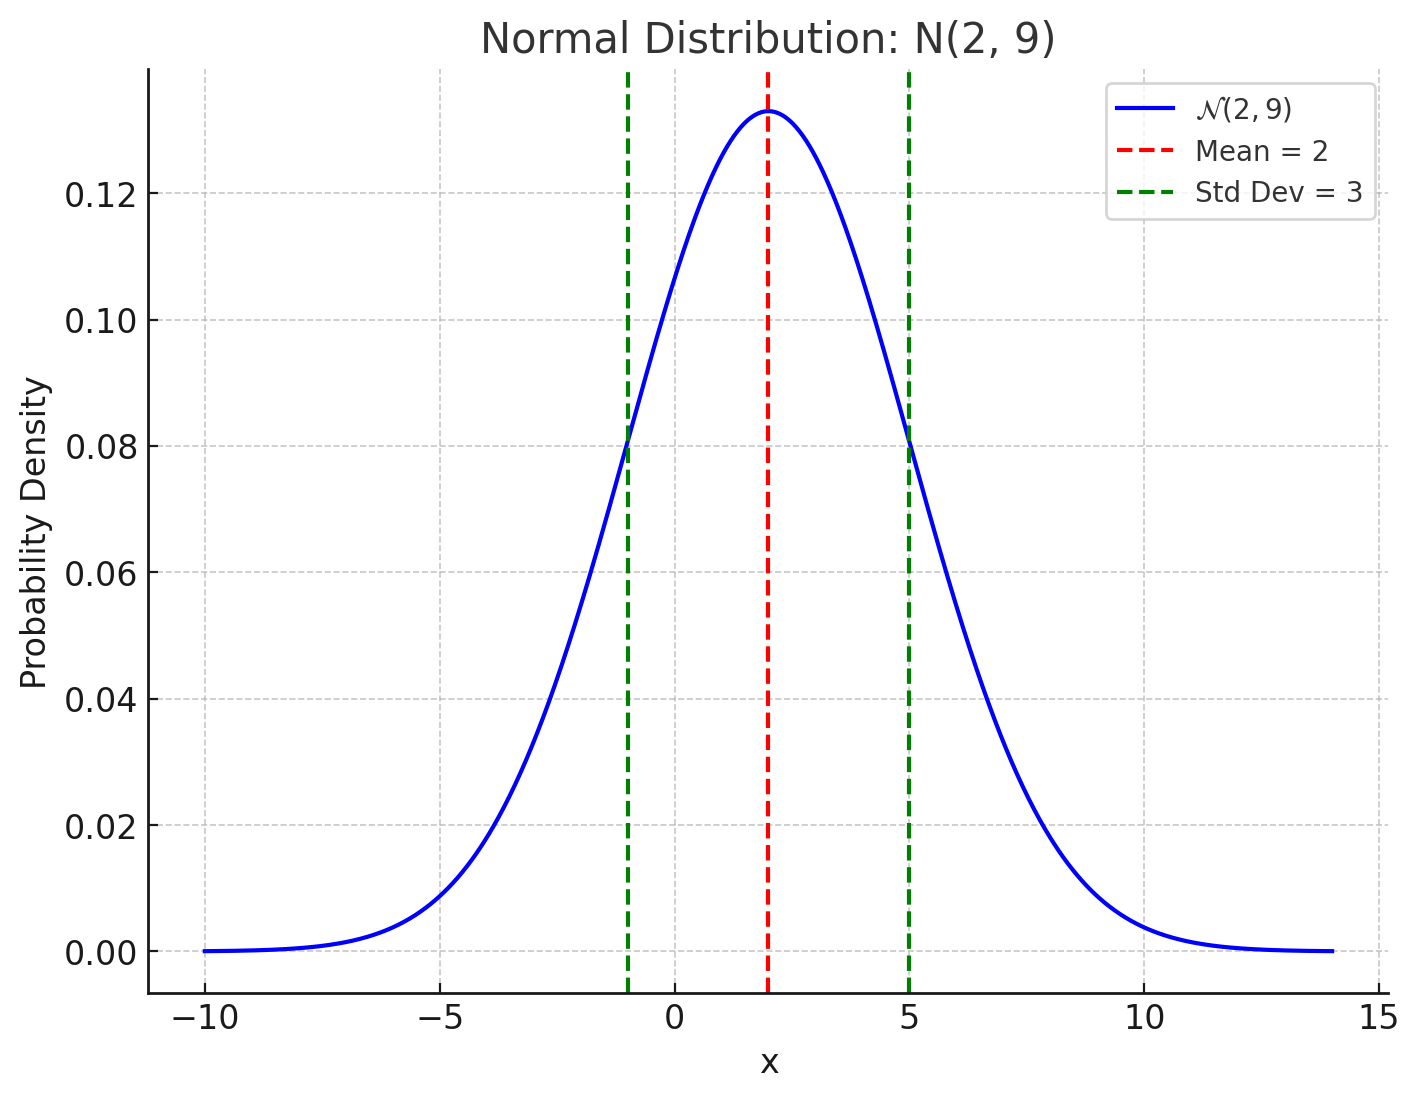 Normal Distribution: N(2, 9)
𝒩(2, 9)
Mean = 2
Std Dev = 3
Probability Density
0.12
0.10
0.08
0.06
0.04
0.02
0.00
−10 −5 0 5 10 15
x